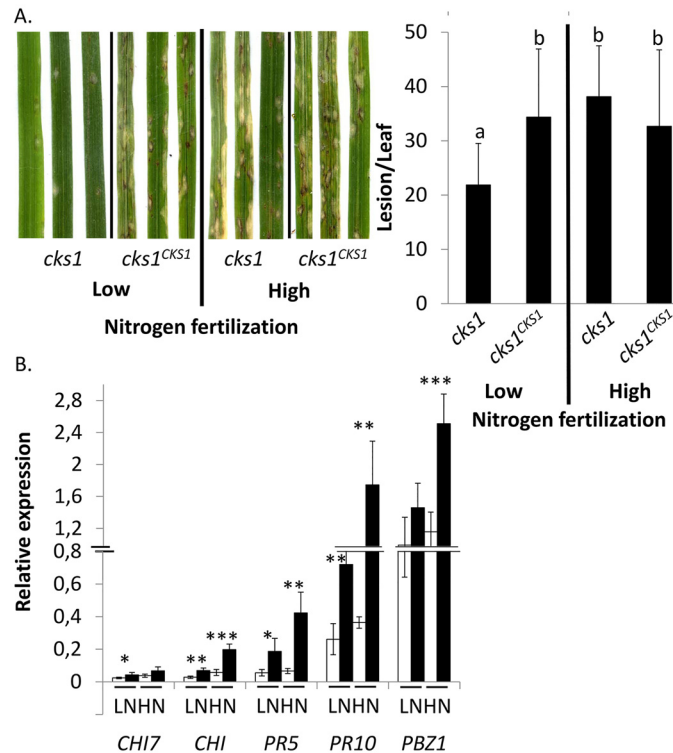 A.
cks1 cks1CKS1 cks1 cks1CKS1
Low High
Nitrogen fertilization
Lesion/Leaf
50
40
30
20
10
0
a b b b
cks1 cks1CKS1 cks1 cks1CKS1
Low High
Nitrogen fertilization
B.
Relative expression
2,8
2,4
2
1,6
1,2
0,8
0,6
0,4
0,2
0
* ** *** * ** ** ** ***
LNHN LNHN LNHN LNHN LNHN
CHI7 CHI PR5 PR10 PBZ1